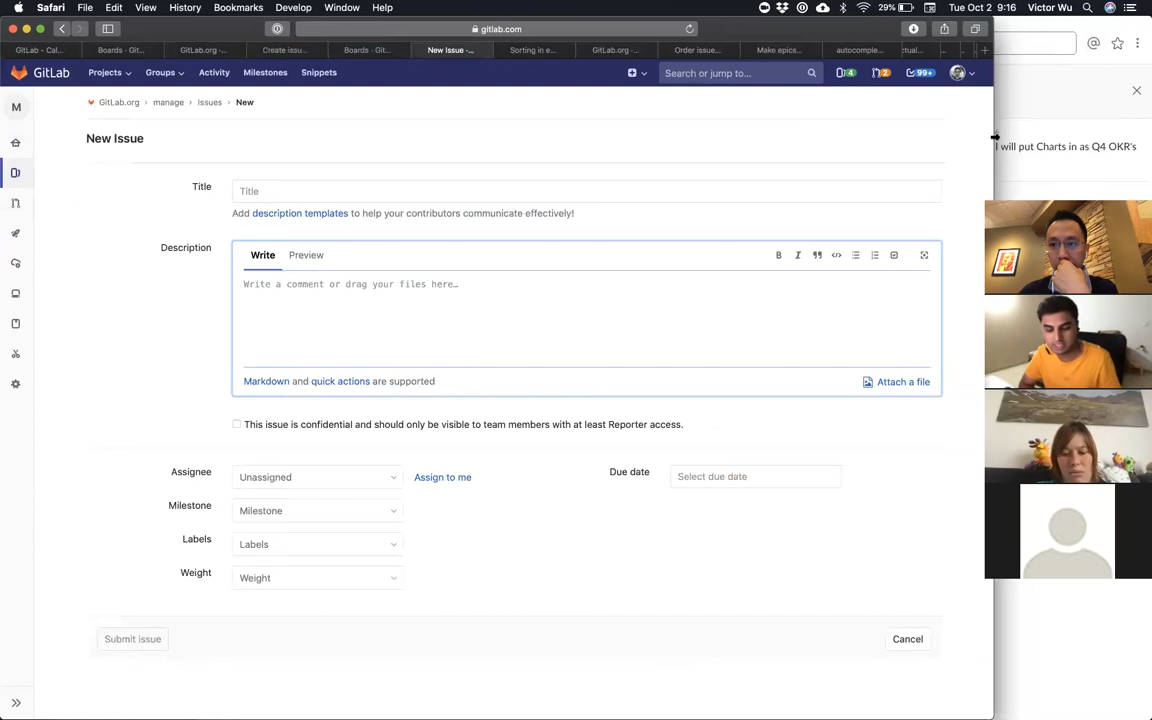 Safari File Edit View History Bookmarks Develop Window Help 29% Tue Oct 2 9:16 Victor Wu
gitlab.com
GitLab - Cal... Boards · Git... GitLab.org -... Create issu... Boards · Git... New Issue -... Sorting in e... GitLab.org -... Order issue... Make epics... autocomple...
GitLab Projects Groups Activity Milestones Snippets Search or jump to... 4 2 99+
M GitLab.org › manage › Issues › New
New Issue
I will put Charts in as Q4 OKR's
Title Title
Add description templates to help your contributors communicate effectively!
Description Write Preview
Write a comment or drag your files here…
Markdown and quick actions are supported Attach a file
This issue is confidential and should only be visible to team members with at least Reporter access.
Assignee Unassigned Assign to me Due date Select due date
Milestone Milestone
Labels Labels
Weight Weight
Submit issue Cancel